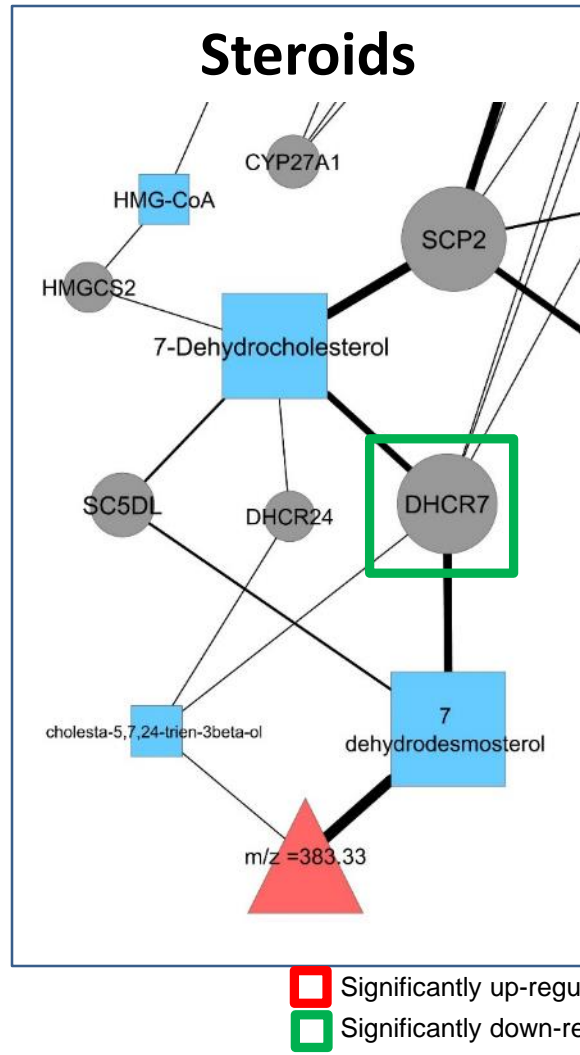 Steroids
CYP27A1
HMG-CoA
SCP2
HMGCS2
7-Dehydrocholesterol
SC5DL
DHCR24
DHCR7
cholesta-5,7,24-trien-3beta-ol
7
dehydrodesmosterol
m/z =383.33
Significantly up-regu
Significantly down-re